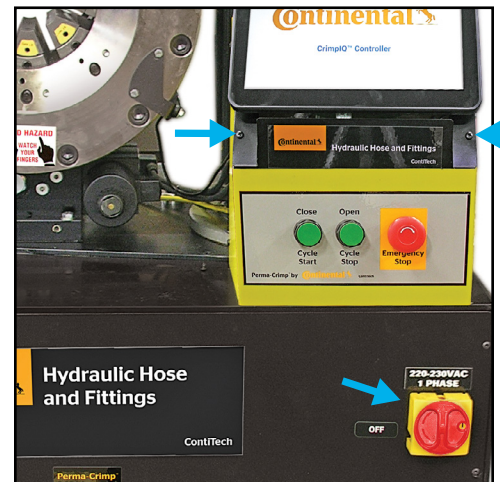 Continental
CrimpIQ™ Controller
D HAZARD
WATCH
YOUR
FINGERS
Continental
Hydraulic Hose and Fittings
ContiTech
Close
Open
Cycle
Start
Cycle
Stop
Emergency
Stop
Perma-Crimp® by Continental
220-230VAC
1 PHASE
Hydraulic Hose
and Fittings
OFF
ContiTech
Perma-Crimp®